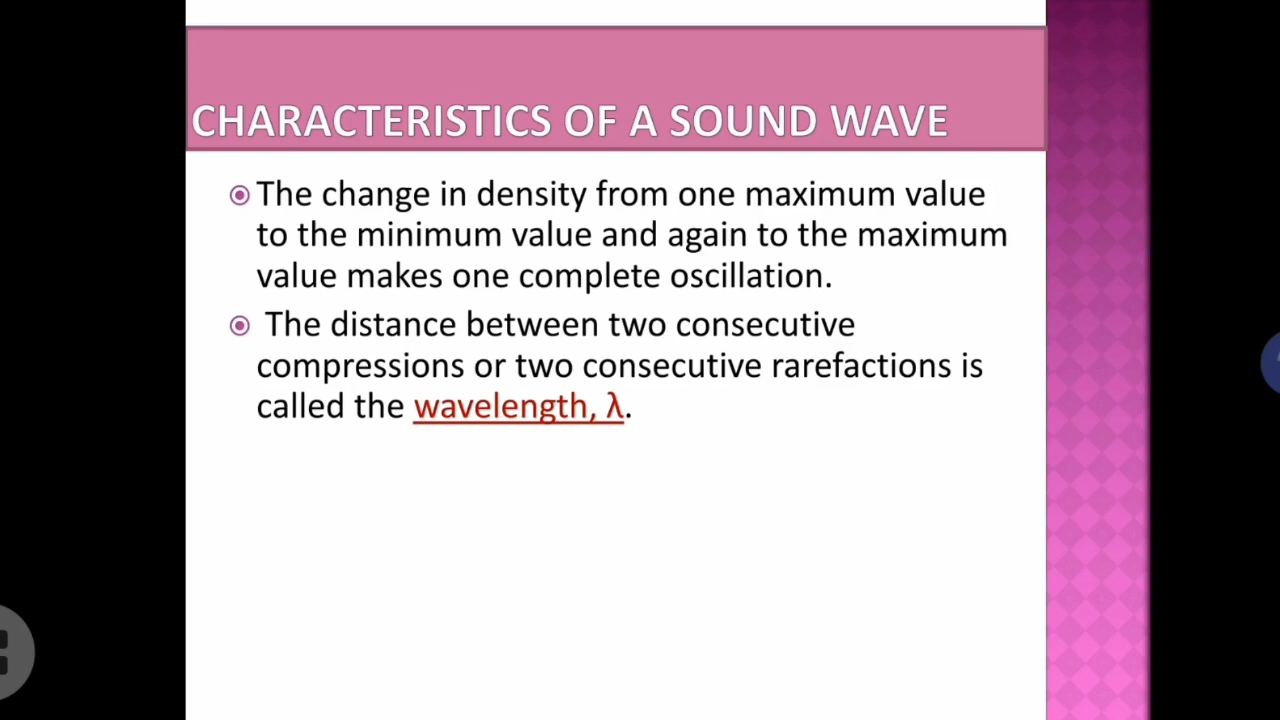 CHARACTERISTICS OF A SOUND WAVE
The change in density from one maximum value
to the minimum value and again to the maximum
value makes one complete oscillation.
The distance between two consecutive
compressions or two consecutive rarefactions is
called the wavelength, λ.